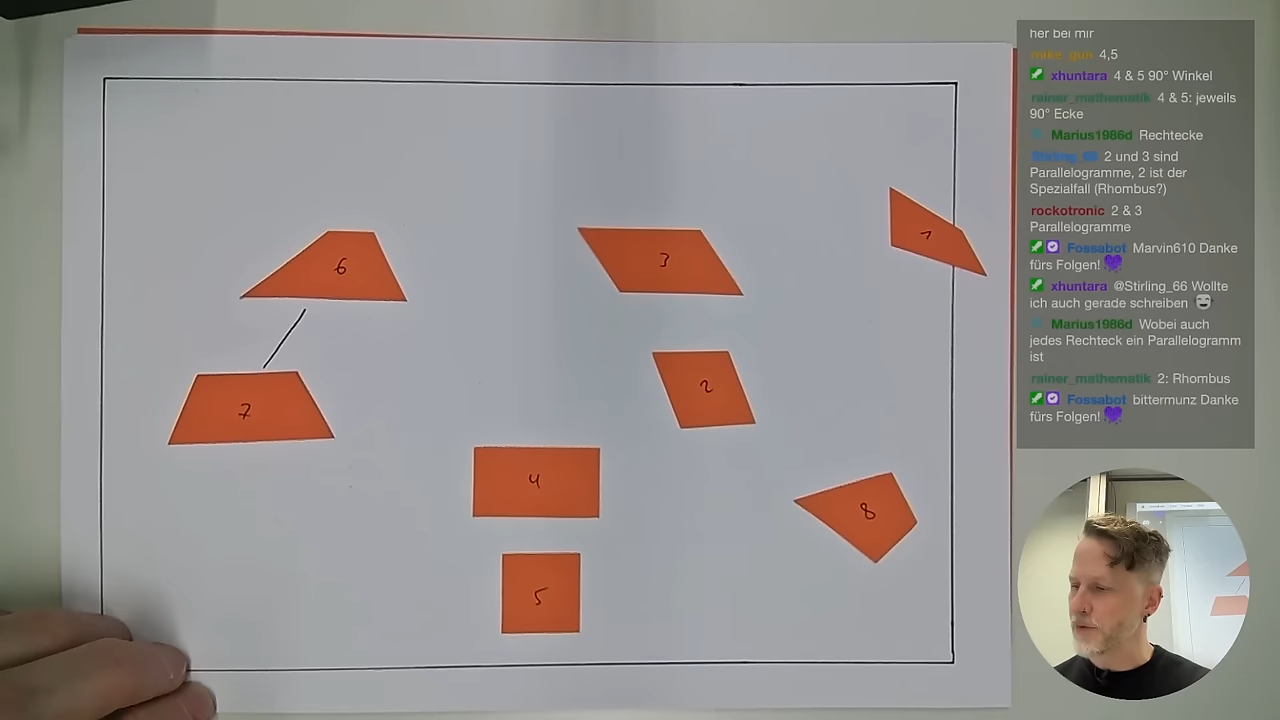 6
3
1
7
2
4
8
5
her bei mir
mike_gun 4,5
xhuntara 4 & 5 90° Winkel
rainer_mathematik 4 & 5: jeweils
90° Ecke
Marius1986d Rechtecke
Stirling_66 2 und 3 sind
Parallelogramme, 2 ist der
Spezialfall (Rhombus?)
rockotronic 2 & 3
Parallelogramme
Fossabot Marvin610 Danke
fürs Folgen!
xhuntara @Stirling_66 Wollte
ich auch gerade schreiben
Marius1986d Wobei auch
jedes Rechteck ein Parallelogramm
ist
rainer_mathematik 2: Rhombus
Fossabot bittermunz Danke
fürs Folgen!